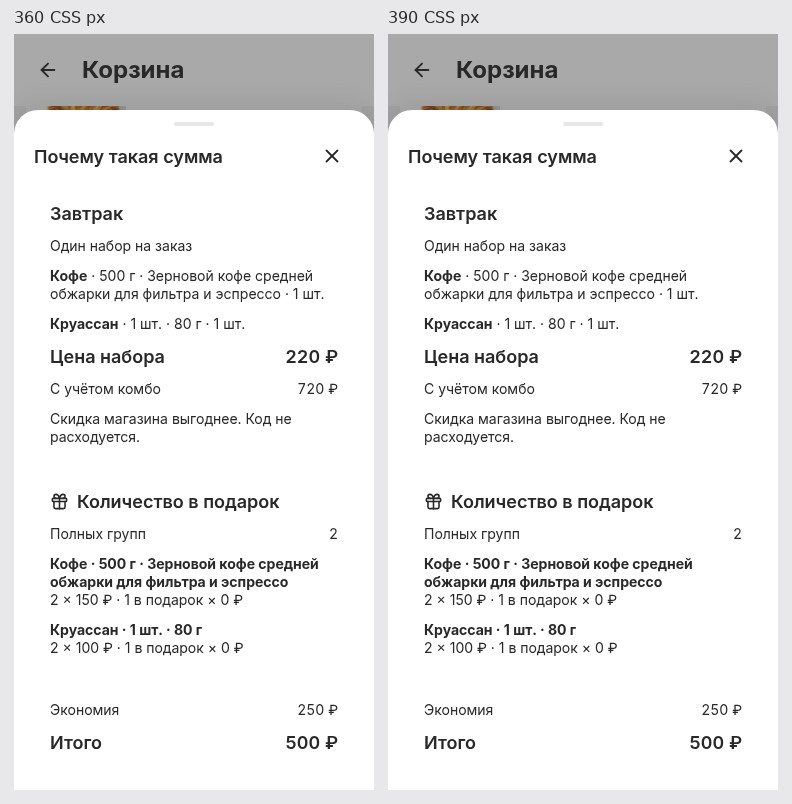 360 CSS px
Корзина
Почему такая сумма
Завтрак
Один набор на заказ
Кофе · 500 г · Зерновой кофе средней
обжарки для фильтра и эспрессо · 1 шт.
Круассан · 1 шт. · 80 г · 1 шт.
Цена набора 220 ₽
С учётом комбо 720 ₽
Скидка магазина выгоднее. Код не
расходуется.
Количество в подарок
Полных групп 2
Кофе · 500 г · Зерновой кофе средней
обжарки для фильтра и эспрессо
2 × 150 ₽ · 1 в подарок × 0 ₽
Круассан · 1 шт. · 80 г
2 × 100 ₽ · 1 в подарок × 0 ₽
Экономия 250 ₽
Итого 500 ₽
390 CSS px
Корзина
Почему такая сумма
Завтрак
Один набор на заказ
Кофе · 500 г · Зерновой кофе средней
обжарки для фильтра и эспрессо · 1 шт.
Круассан · 1 шт. · 80 г · 1 шт.
Цена набора 220 ₽
С учётом комбо 720 ₽
Скидка магазина выгоднее. Код не
расходуется.
Количество в подарок
Полных групп 2
Кофе · 500 г · Зерновой кофе средней
обжарки для фильтра и эспрессо
2 × 150 ₽ · 1 в подарок × 0 ₽
Круассан · 1 шт. · 80 г
2 × 100 ₽ · 1 в подарок × 0 ₽
Экономия 250 ₽
Итого 500 ₽